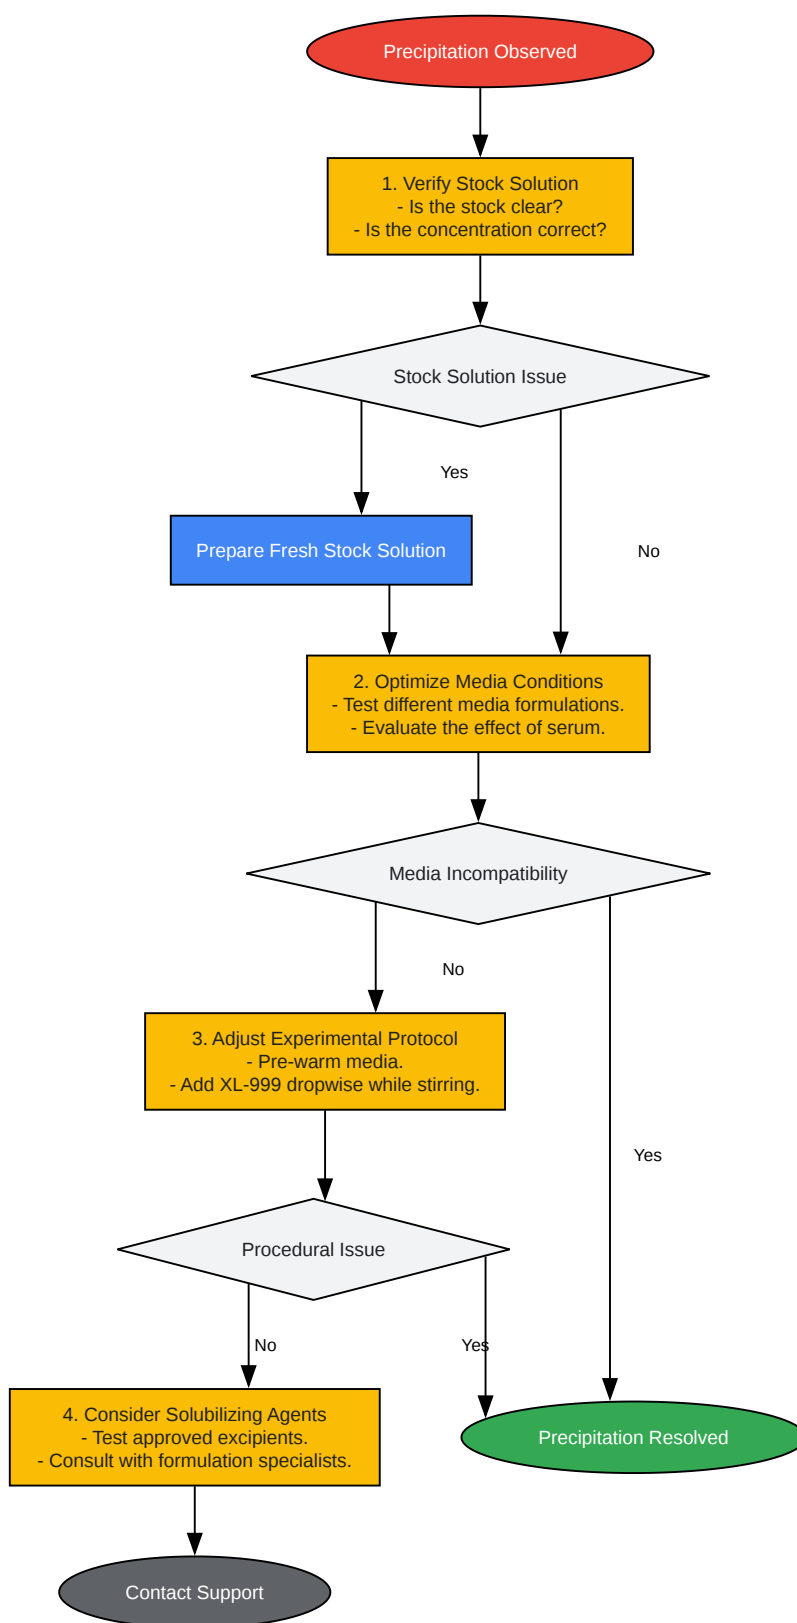 Precipitation Observed
1. Verify Stock Solution
- Is the stock clear?
- Is the concentration correct?
Stock Solution Issue
Yes
Prepare Fresh Stock Solution
No
2. Optimize Media Conditions
- Test different media formulations.
- Evaluate the effect of serum.
Media Incompatibility
No
3. Adjust Experimental Protocol
- Pre-warm media.
- Add XL-999 dropwise while stirring.
Yes
Procedural Issue
No
Yes
4. Consider Solubilizing Agents
- Test approved excipients.
- Consult with formulation specialists.
Precipitation Resolved
Contact Support